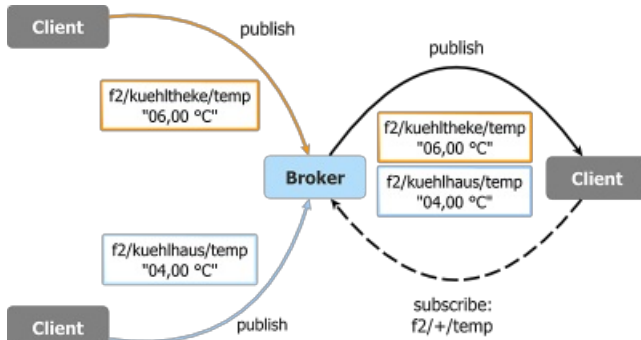 Client
publish
f2/kuehltheke/temp
"06,00 °C"
publish
f2/kuehltheke/temp
"06,00 °C"
Broker
f2/kuehlhaus/temp
"04,00 °C"
Client
f2/kuehlhaus/temp
"04,00 °C"
subscribe:
f2/+/temp
Client
publish